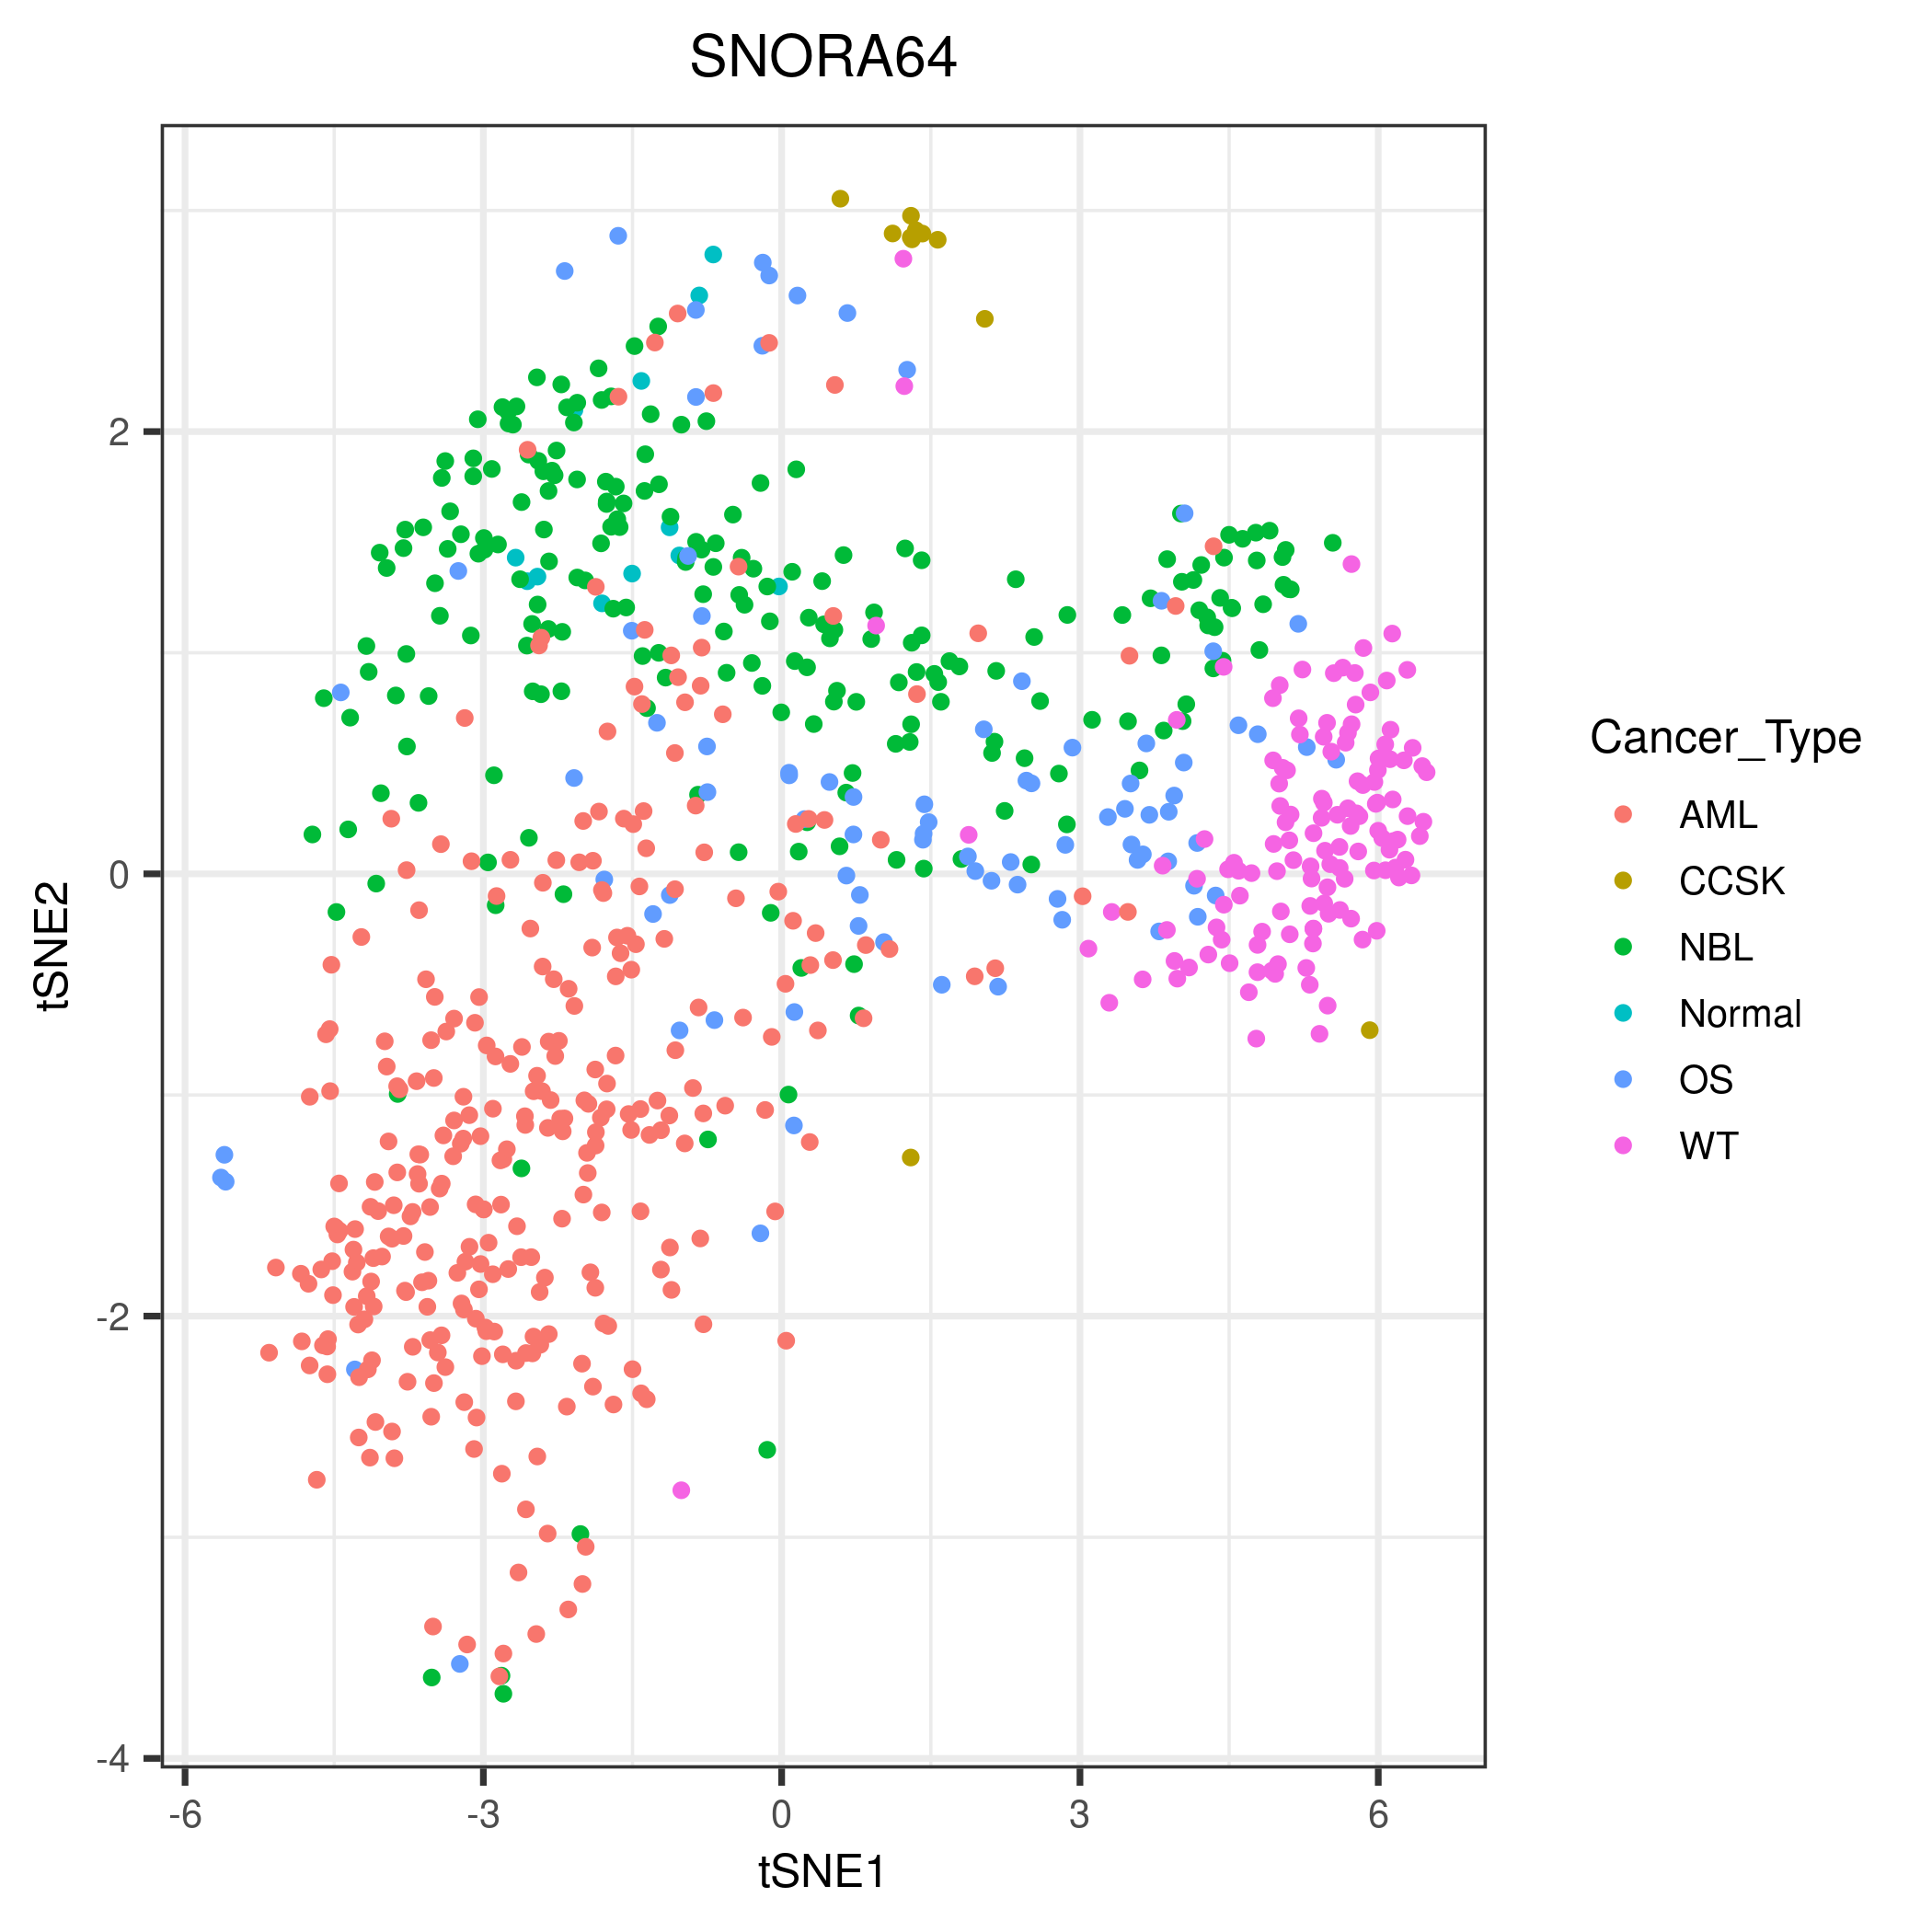 SNORA64
2
0
-2
-4
tSNE2
-6
-3
0
3
6
tSNE1
Cancer_Type
AML
CCSK
NBL
Normal
OS
WT